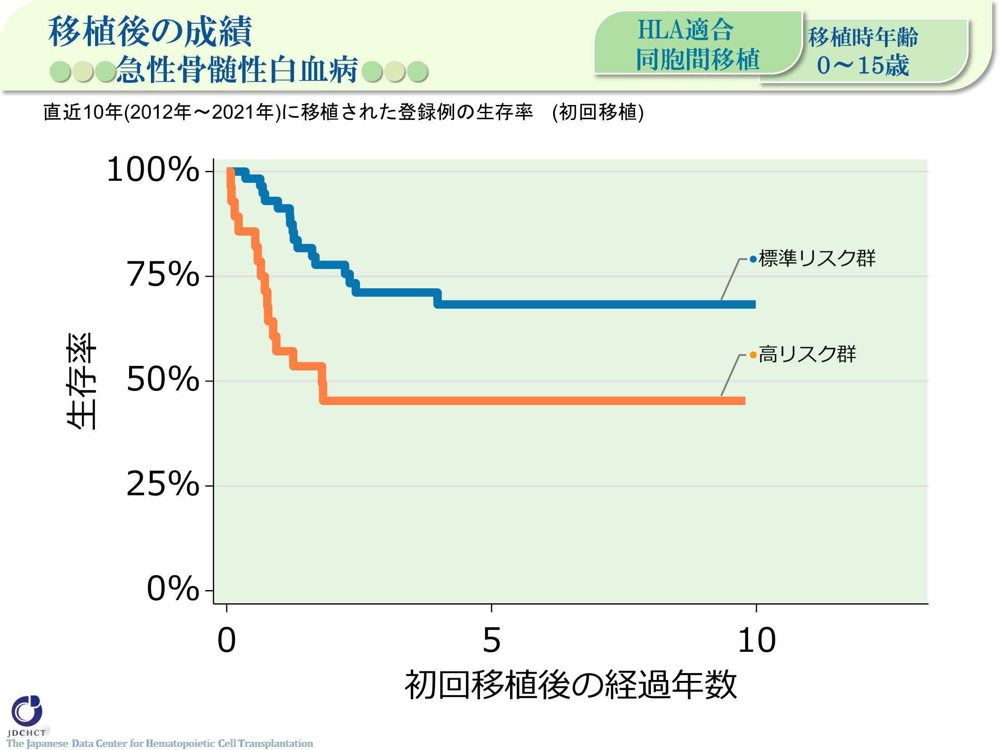 移植後の成績
急性骨髄性白血病
HLA適合
同胞間移植
移植時年齢
0～15歳
直近10年(2012年～2021年)に移植された登録例の生存率　(初回移植)
100%
75%
50%
25%
0%
生存率
標準リスク群
高リスク群
0
5
10
初回移植後の経過年数
JDCHCT
The Japanese Data Center for Hematopoietic Cell Transplantation